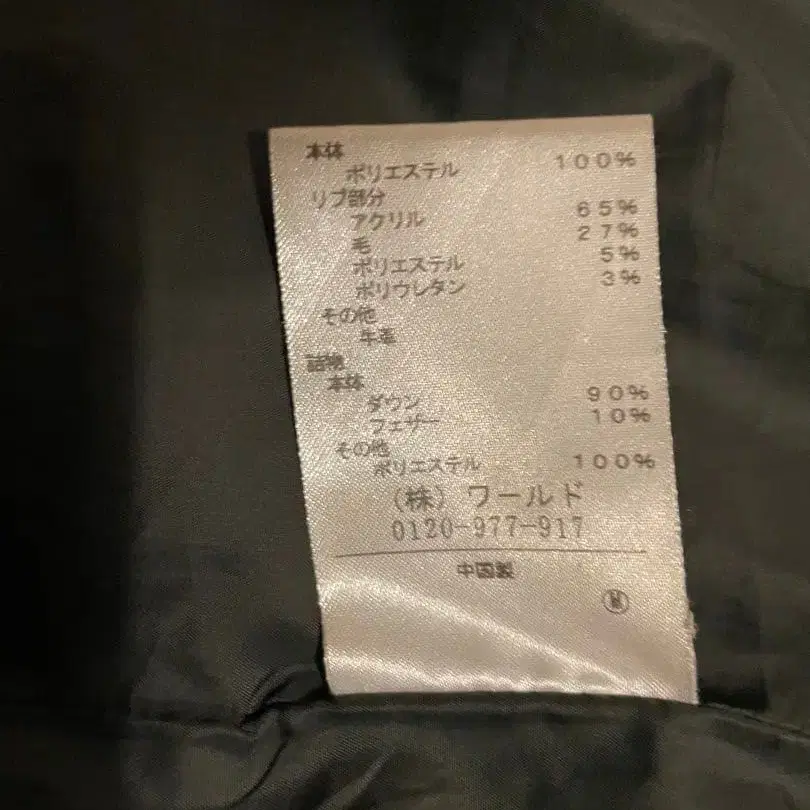 本体
ポリエステル 100%
リブ部分
アクリル 65%
毛 27%
ポリエステル 5%
ポリウレタン 3%
その他
牛革
詰物
本体
ダウン 90%
フェザー 10%
その他
ポリエステル 100%
(株) ワールド
0120-977-917
中国製